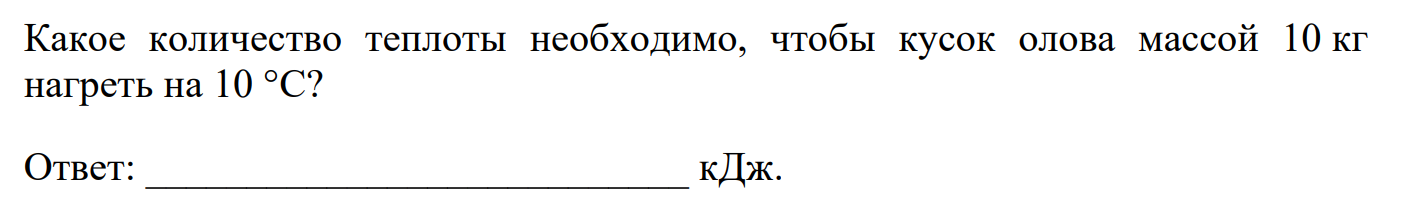 Какое количество теплоты необходимо, чтобы кусок олова массой 10 кг
нагреть на 10 °C?
Ответ: ___________________________ кДж.